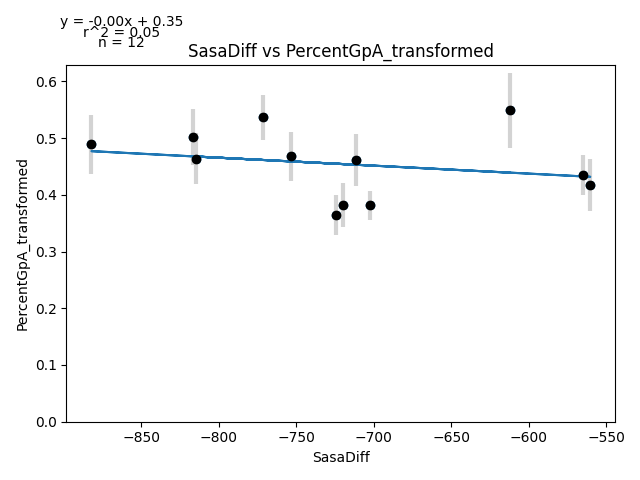 y = -0.00x + 0.35
r^2 = 0.05
n = 12
SasaDiff vs PercentGpA_transformed
PercentGpA_transformed
0.6
0.5
0.4
0.3
0.2
0.1
0.0
−850
−800
−750
−700
−650
−600
−550
SasaDiff